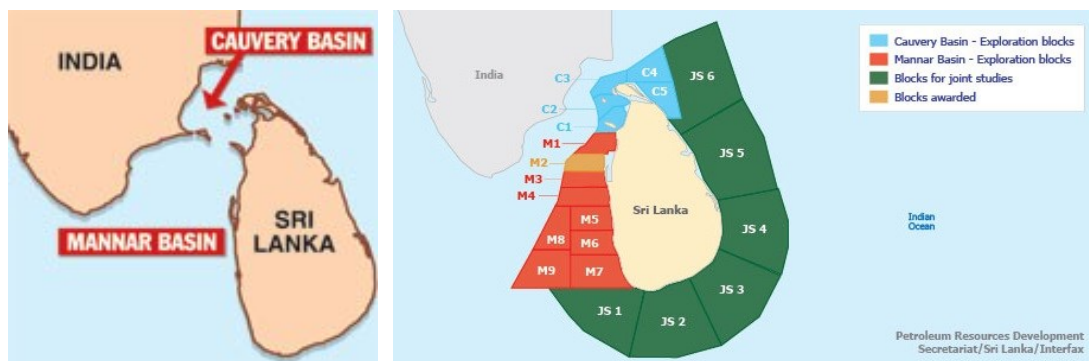 CAUVERY BASIN
INDIA
SRI
LANKA
MANNAR BASIN
Cauvery Basin - Exploration blocks
Mannar Basin - Exploration blocks
Blocks for joint studies
Blocks awarded
India
C3
C4
JS 6
C5
C2
C1
M1
M2
M3
M4
JS 5
Sri Lanka
M5
M8
M6
M9
M7
JS 4
JS 3
JS 1
JS 2
Indian
Ocean
Petroleum Resources Development
Secretariat/Sri Lanka/Interfax